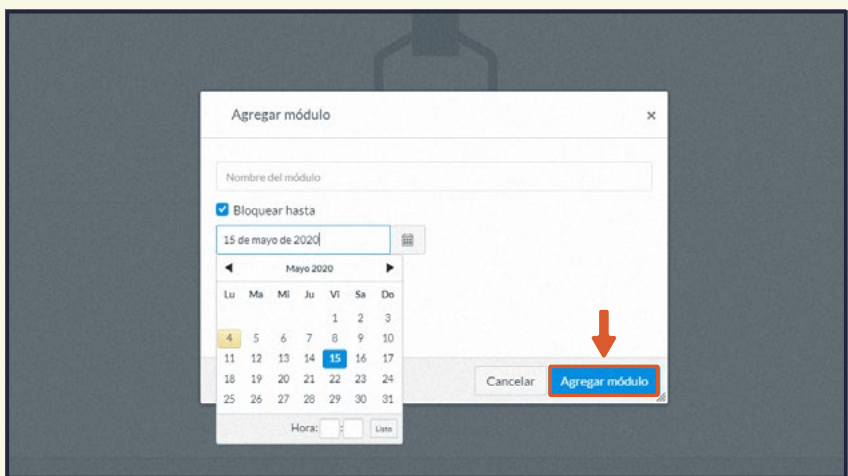 Agregar módulo ×
Nombre del módulo
Bloquear hasta
15 de mayo de 2020
Mayo 2020
Lu Ma Mi Ju Vi Sa Do
1 2 3
4 5 6 7 8 9 10
11 12 13 14 15 16 17
18 19 20 21 22 23 24
25 26 27 28 29 30 31
Hora: : Listo
Cancelar Agregar módulo